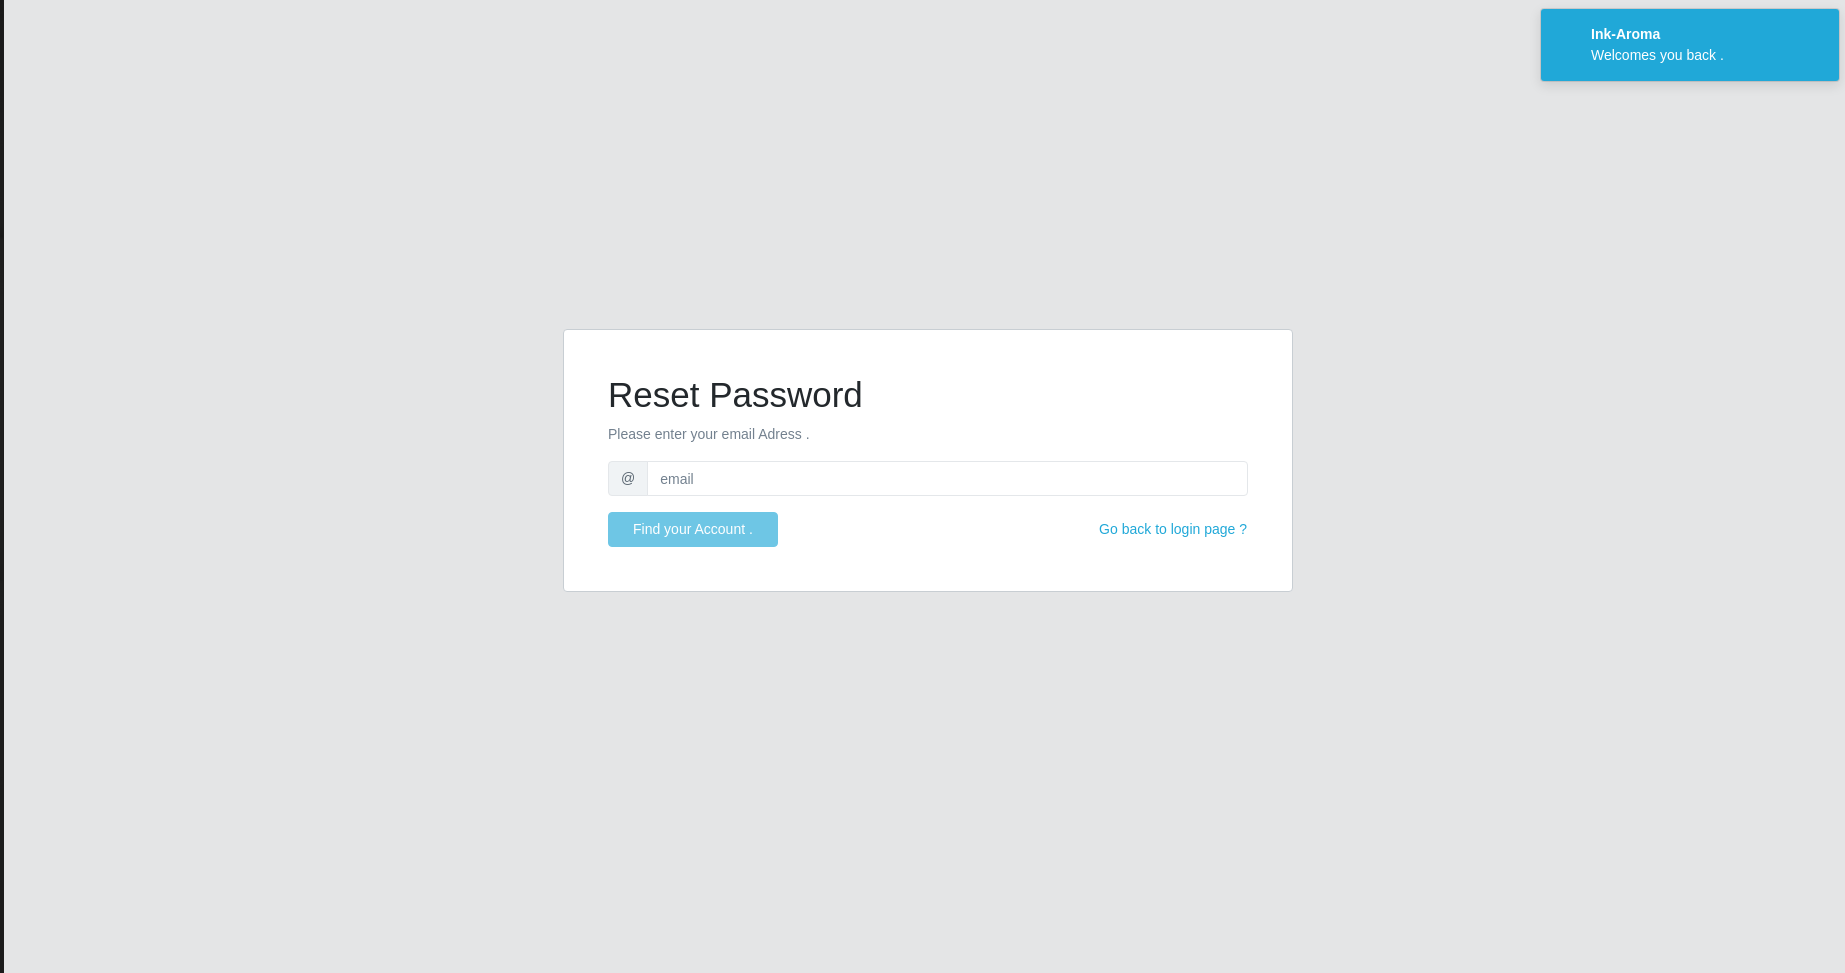 Ink-Aroma
Welcomes you back .
Reset Password
Please enter your email Adress .
@ email
Find your Account .
Go back to login page ?